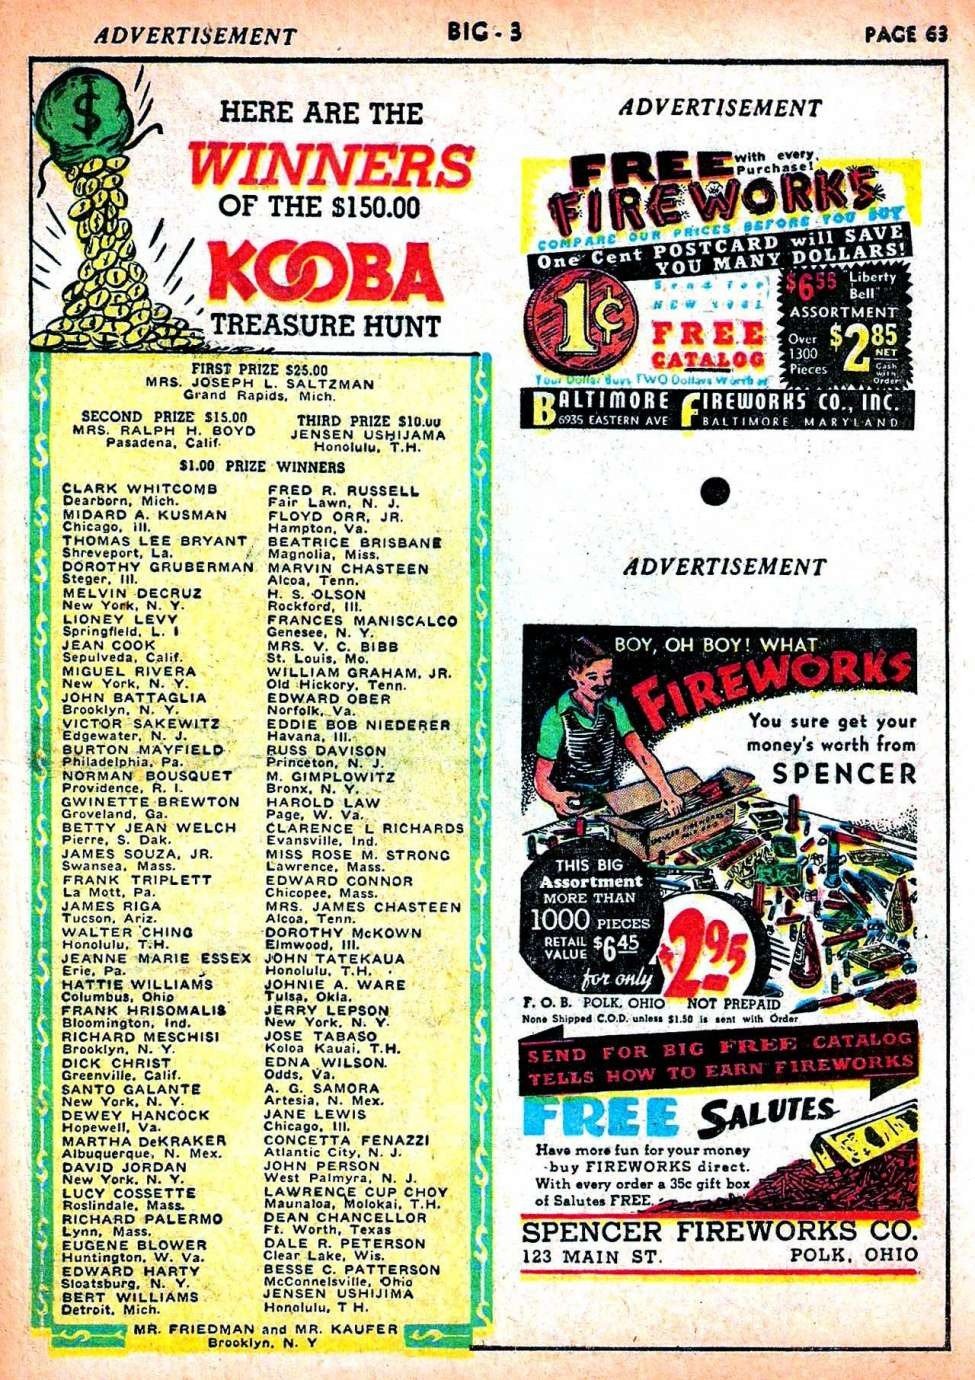 ADVERTISEMENT
BIG - 3
PAGE 63
HERE ARE THE
WINNERS
OF THE $150.00
KOOBA
TREASURE HUNT
FIRST PRIZE $25.00
MRS. JOSEPH L. SALTZMAN
Grand Rapids, Mich.
SECOND PRIZE $15.00
MRS. RALPH H. BOYD
Pasadena, Calif.
THIRD PRIZE $10.00
JENSEN USHIJAMA
Honolulu, T.H.
$1.00 PRIZE WINNERS
CLARK WHITCOMB
Dearborn, Mich.
MIDARD A. KUSMAN
Chicago, Ill.
THOMAS LEE BRYANT
Shreveport, La.
DOROTHY GRUBERMAN
Steger, Ill.
MELVIN DECRUZ
New York, N. Y.
LIONEY LEVY
Springfield, L. I
JEAN COOK
Sepulveda, Calif.
MIGUEL RIVERA
New York, N. Y.
JOHN BATTAGLIA
Brooklyn, N. Y.
VICTOR SAKEWITZ
Edgewater, N. J.
BURTON MAYFIELD
Philadelphia, Pa.
NORMAN BOUSQUET
Providence, R. I.
GWINETTE BREWTON
Groveland, Ga.
BETTY JEAN WELCH
Pierre, S. Dak.
JAMES SOUZA, JR.
Swansea, Mass.
FRANK TRIPLETT
La Mott, Pa.
JAMES RIGA
Tucson, Ariz.
WALTER CHING
Honolulu, T.H.
JEANNE MARIE ESSEX
Erie, Pa.
HATTIE WILLIAMS
Columbus, Ohio
FRANK HRISOMALIS
Bloomington, Ind.
RICHARD MESCHISI
Brooklyn, N. Y.
DICK CHRIST
Greenville, Calif.
SANTO GALANTE
New York, N. Y.
DEWEY HANCOCK
Hopewell, Va.
MARTHA DeKRAKER
Albuquerque, N. Mex.
DAVID JORDAN
New York, N. Y.
LUCY COSSETTE
Roslindale, Mass.
RICHARD PALERMO
Lynn, Mass.
EUGENE BLOWER
Huntington, W. Va.
EDWARD HARTY
Sloatsburg, N. Y.
BERT WILLIAMS
Detroit, Mich.
FRED R. RUSSELL
Fair Lawn, N. J.
FLOYD ORR, JR.
Hampton, Va.
BEATRICE BRISBANE
Magnolia, Miss.
MARVIN CHASTEEN
Alcoa, Tenn.
H. S. OLSON
Rockford, Ill.
FRANCES MANISCALCO
Genesee, N. Y.
MRS. V. C. BIBB
St. Louis, Mo.
WILLIAM GRAHAM, JR.
Old Hickory, Tenn.
EDWARD OBER
Norfolk, Va.
EDDIE BOB NIEDERER
Havana, Ill.
RUSS DAVISON
Princeton, N. J.
M. GIMPLOWITZ
Bronx, N. Y.
HAROLD LAW
Page, W. Va.
CLARENCE L RICHARDS
Evansville, Ind.
MISS ROSE M. STRONG
Lawrence, Mass.
EDWARD CONNOR
Chicopee, Mass.
MRS. JAMES CHASTEEN
Alcoa, Tenn.
DOROTHY McKOWN
Elmwood, Ill.
JOHN TATEKAUA
Honolulu, T.H.
JOHNIE A. WARE
Tulsa, Okla.
JERRY LEPSON
New York, N. Y.
JOSE TABASO
Koloa Kauai, T.H.
EDNA WILSON.
Odds, Va.
A. G. SAMORA
Artesia, N. Mex.
JANE LEWIS
Chicago, Ill.
CONCETTA FENAZZI
Atlantic City, N. J.
JOHN PERSON
West Palmyra, N. J.
LAWRENCE CUP CHOY
Maunaloa, Molokai, T.H.
DEAN CHANCELLOR
Ft. Worth, Texas
DALE R. PETERSON
Clear Lake, Wis.
BESSE C. PATTERSON
McConnelsville, Ohio
JENSEN USHIJIMA
Honolulu, T H.
MR. FRIEDMAN and MR. KAUFER
Brooklyn, N. Y
ADVERTISEMENT
FREE With every Purchase!
FIREWORKS
COMPARE OUR PRICES BEFORE YOU BUY
One Cent POSTCARD will SAVE
YOU MANY DOLLARS!
1¢
Send for
NEW 1941
FREE
CATALOG
Your Dollar Buys TWO Dollars Worth
$6.55 Liberty
Bell
ASSORTMENT
Over
1300
Pieces
$2.85
NET
Cash
with
Order
BALTIMORE FIREWORKS CO., INC.
6935 EASTERN AVE BALTIMORE, MARYLAND
ADVERTISEMENT
BOY, OH BOY! WHAT
FIREWORKS
You sure get your
money's worth from
SPENCER
THIS BIG
Assortment
MORE THAN
1000 PIECES
RETAIL VALUE $6.45
for only
$2.95
F. O. B. POLK, OHIO NOT PREPAID
None Shipped C.O.D. unless $1.50 is sent with Order
SEND FOR BIG FREE CATALOG
TELLS HOW TO EARN FIREWORKS
FREE SALUTES
Have more fun for your money
-buy FIREWORKS direct.
With every order a 35c gift box
of Salutes FREE.
SPENCER FIREWORKS CO.
123 MAIN ST. POLK, OHIO